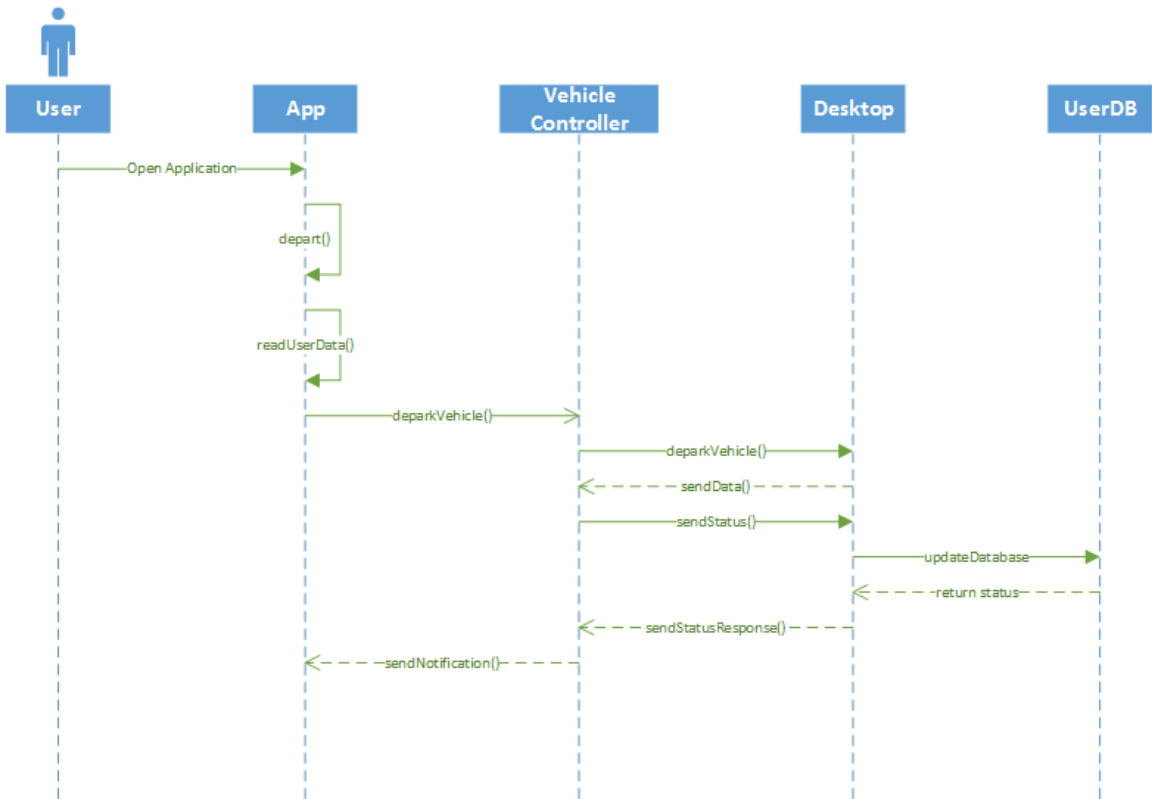 User
App
Vehicle
Controller
Desktop
UserDB
Open Application
depart()
readUserData()
deparkVehicle()
deparkVehicle()
sendData()
sendStatus()
updateDatabase
return status
sendStatusResponse()
sendNotification()